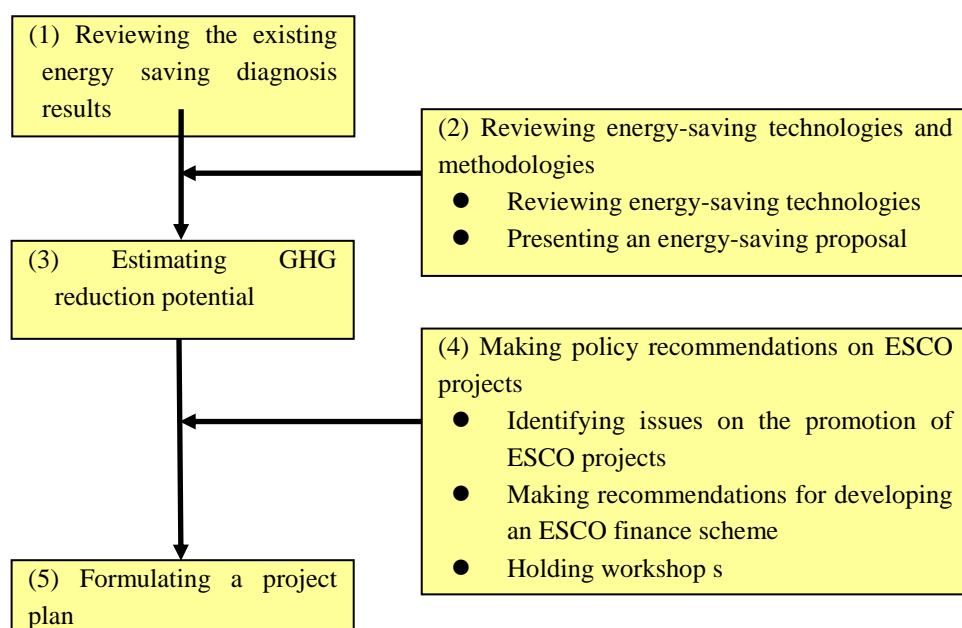 (1) Reviewing the existing
energy saving diagnosis
results
(2) Reviewing energy-saving technologies and
methodologies
● Reviewing energy-saving technologies
● Presenting an energy-saving proposal
(3) Estimating GHG
reduction potential
(4) Making policy recommendations on ESCO
projects
● Identifying issues on the promotion of
ESCO projects
● Making recommendations for developing
an ESCO finance scheme
● Holding workshop s
(5) Formulating a project
plan